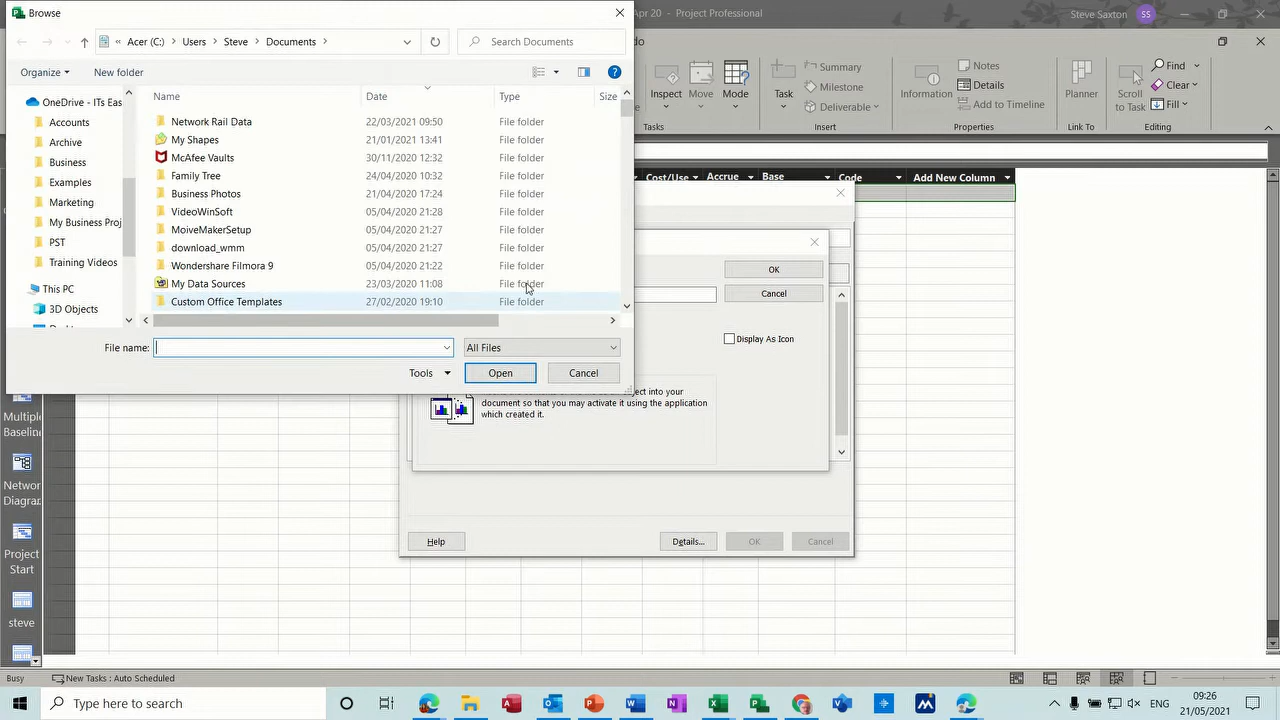 Browse
Apr 20 - Project Professional
Steve Saxton
SS
« Acer (C:) > Users > Steve > Documents >
Search Documents
Organize
New folder
Name
Date
Type
Size
OneDrive - ITs Eas
Accounts
Archive
Business
Examples
Marketing
My Business Proj
PST
Training Videos
This PC
3D Objects
Network Rail Data 22/03/2021 09:50 File folder
My Shapes 21/01/2021 13:41 File folder
McAfee Vaults 30/11/2020 12:32 File folder
Family Tree 24/04/2020 10:32 File folder
Business Photos 21/04/2020 17:24 File folder
VideoWinSoft 05/04/2020 21:28 File folder
MoiveMakerSetup 05/04/2020 21:27 File folder
download_wmm 05/04/2020 21:27 File folder
Wondershare Filmora 9 05/04/2020 21:22 File folder
My Data Sources 23/03/2020 11:08 File folder
Custom Office Templates 27/02/2020 19:10 File folder
File name:
All Files
Tools
Open
Cancel
do
Inspect
Move
Mode
Task
Summary
Milestone
Deliverable
Information
Notes
Details
Add to Timeline
Planner
Scroll
to Task
Find
Clear
Fill
Tasks
Insert
Properties
Link To
Editing
Cost/Use
Accrue
Base
Code
Add New Column
OK
Cancel
Display As Icon
document so that you may activate it using the application
which created it.
Help
Details...
OK
Cancel
Multiple
Baseline
Network
Diagram
Project
Start
steve
Busy
New Tasks : Auto Scheduled
Type here to search
ENG
09:26
21/05/2021